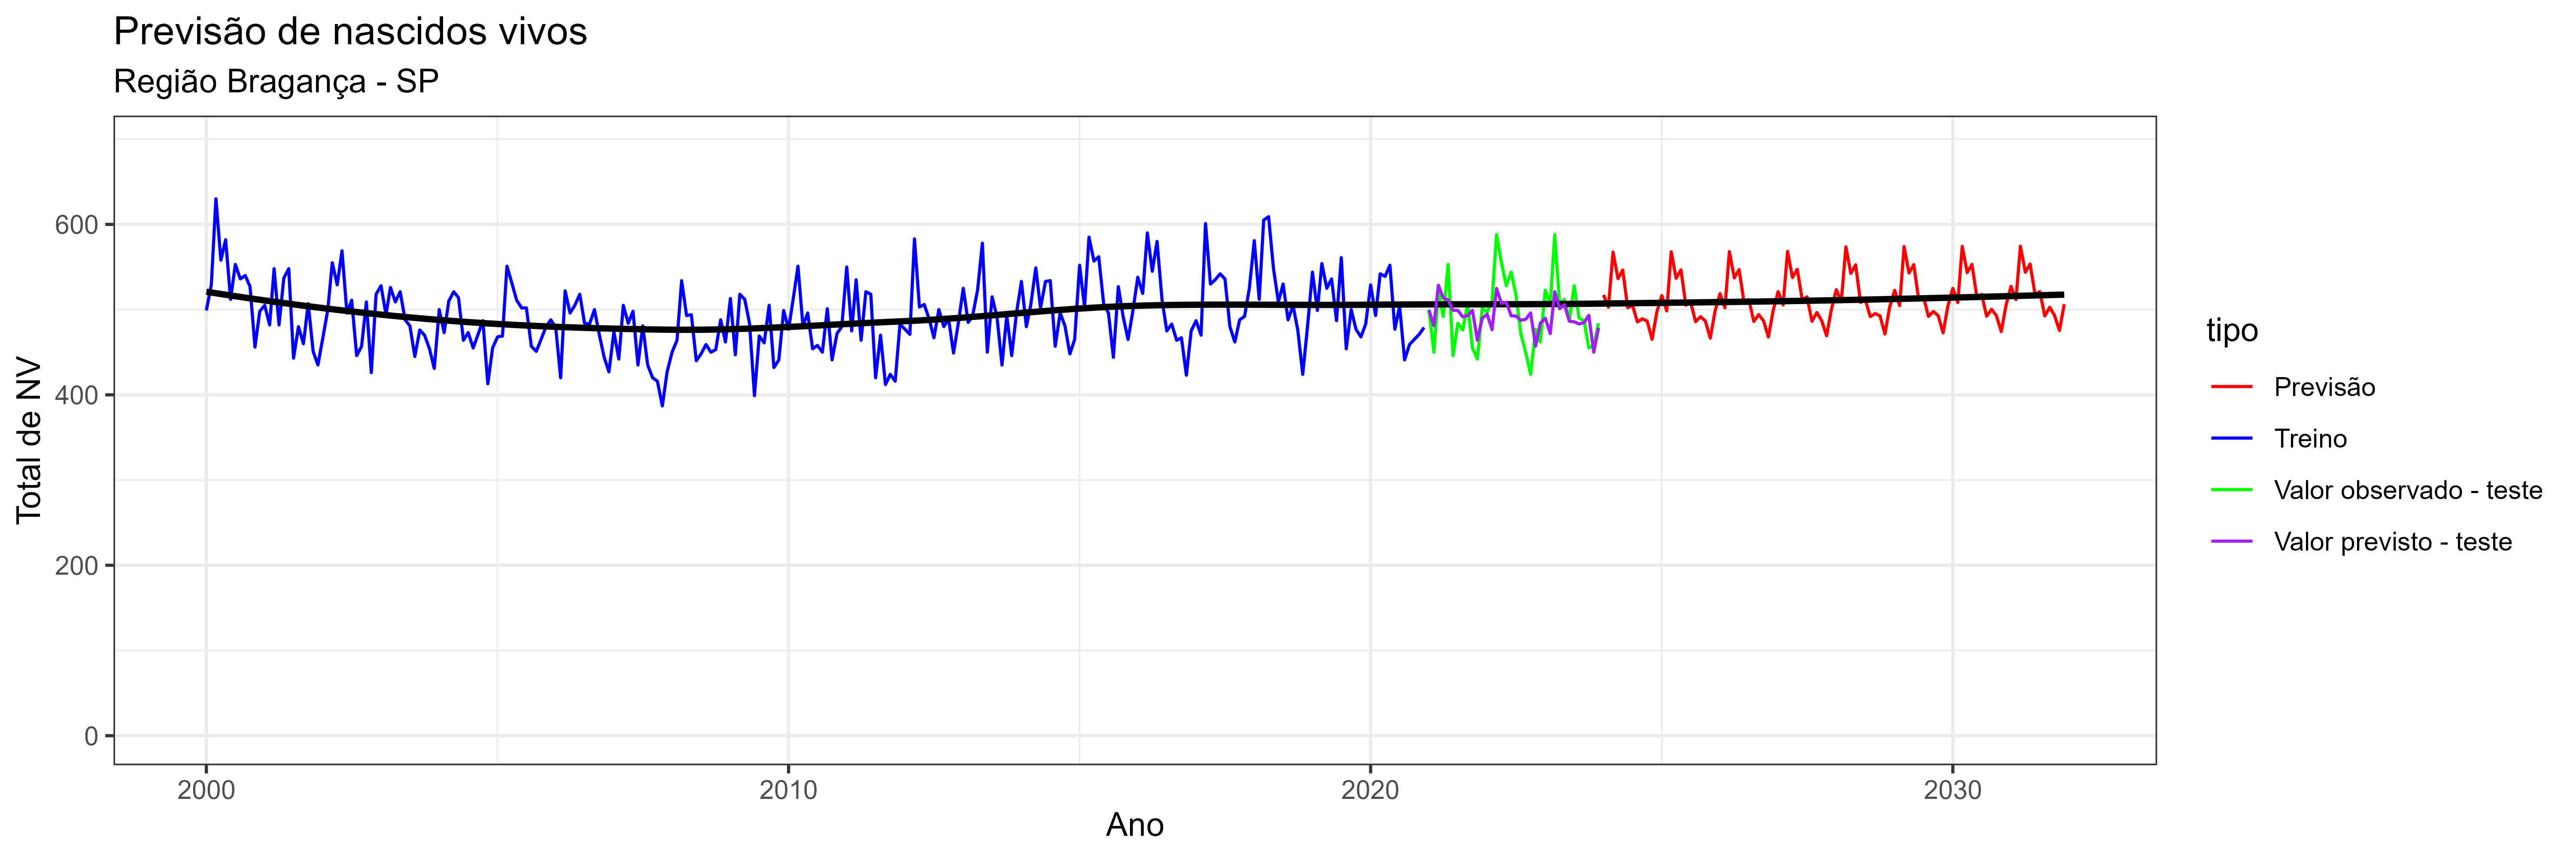 Previsão de nascidos vivos
Região Bragança - SP
Total de NV
600
400
200
0
2000
2010
2020
2030
Ano
tipo
Previsão
Treino
Valor observado - teste
Valor previsto - teste